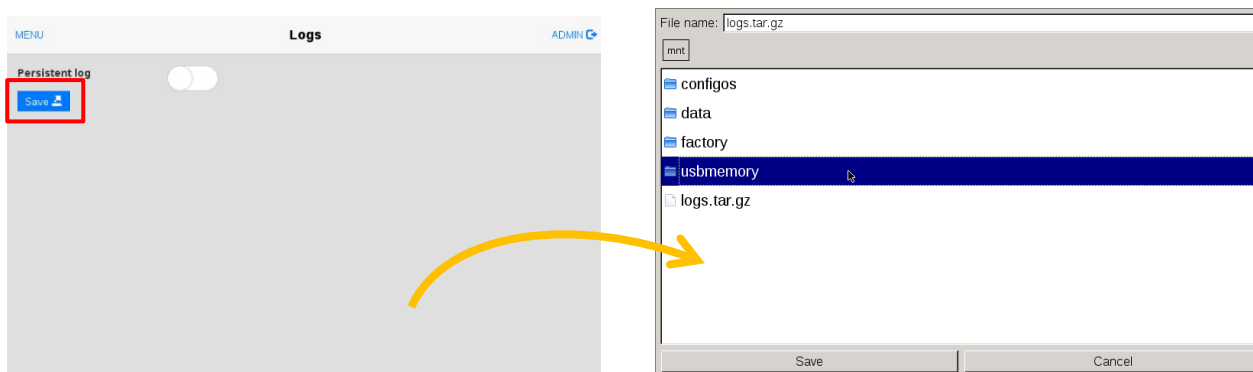 MENU Logs ADMIN
Persistent log
Save
File name: logs.tar.gz
mnt
configos
data
factory
usbmemory
logs.tar.gz
Save Cancel